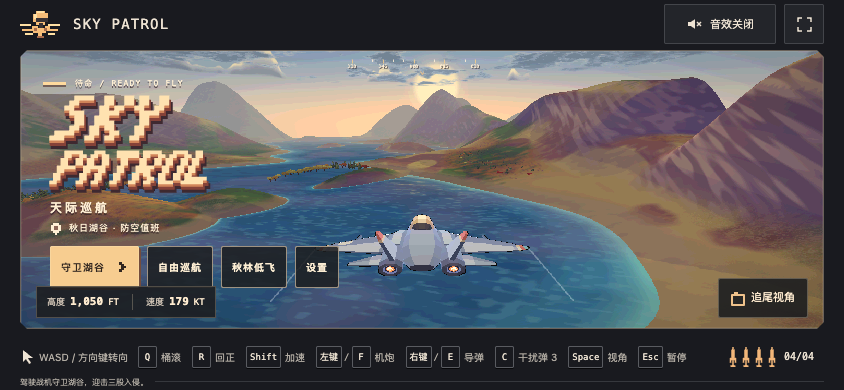 SKY PATROL
音效关闭
待命 / READY TO FLY
SKY
PATROL
天际巡航
秋日湖谷 · 防空值班
守卫湖谷
自由巡航
秋林低飞
设置
高度 1,050 FT
速度 179 KT
追尾视角
WASD / 方向键转向 Q 桶滚 R 回正 Shift 加速 左键 / F 机炮 右键 / E 导弹 C 干扰弹 3 Space 视角 Esc 暂停 04/04
驾驶战机守卫湖谷，迎击三股入侵。